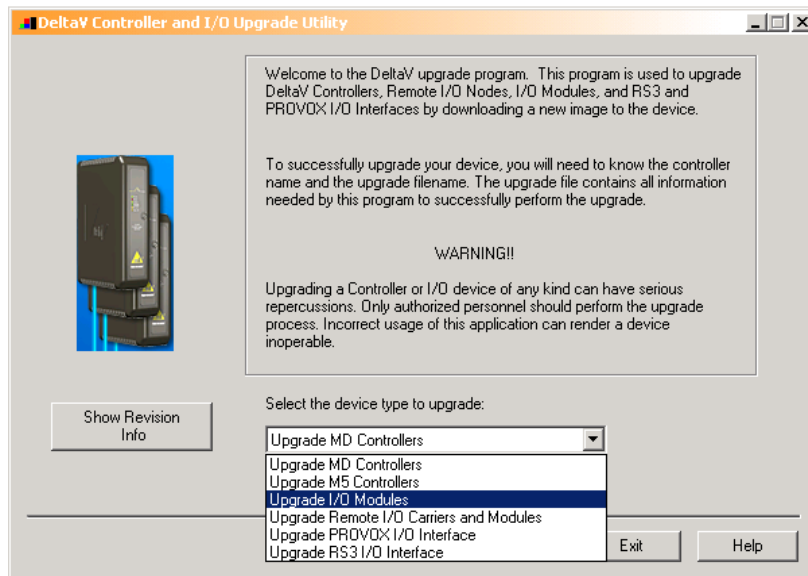 DeltaV Controller and I/O Upgrade Utility
Welcome to the DeltaV upgrade program. This program is used to upgrade
DeltaV Controllers, Remote I/O Nodes, I/O Modules, and RS3 and
PROVOX I/O Interfaces by downloading a new image to the device.
To successfully upgrade your device, you will need to know the controller
name and the upgrade filename. The upgrade file contains all information
needed by this program to successfully perform the upgrade.
WARNING!!
Upgrading a Controller or I/O device of any kind can have serious
repercussions. Only authorized personnel should perform the upgrade
process. Incorrect usage of this application can render a device
inoperable.
Show Revision
Info
Select the device type to upgrade:
Upgrade MD Controllers
Upgrade MD Controllers
Upgrade M5 Controllers
Upgrade I/O Modules
Upgrade Remote I/O Carriers and Modules
Upgrade PROVOX I/O Interface
Upgrade RS3 I/O Interface
Exit
Help